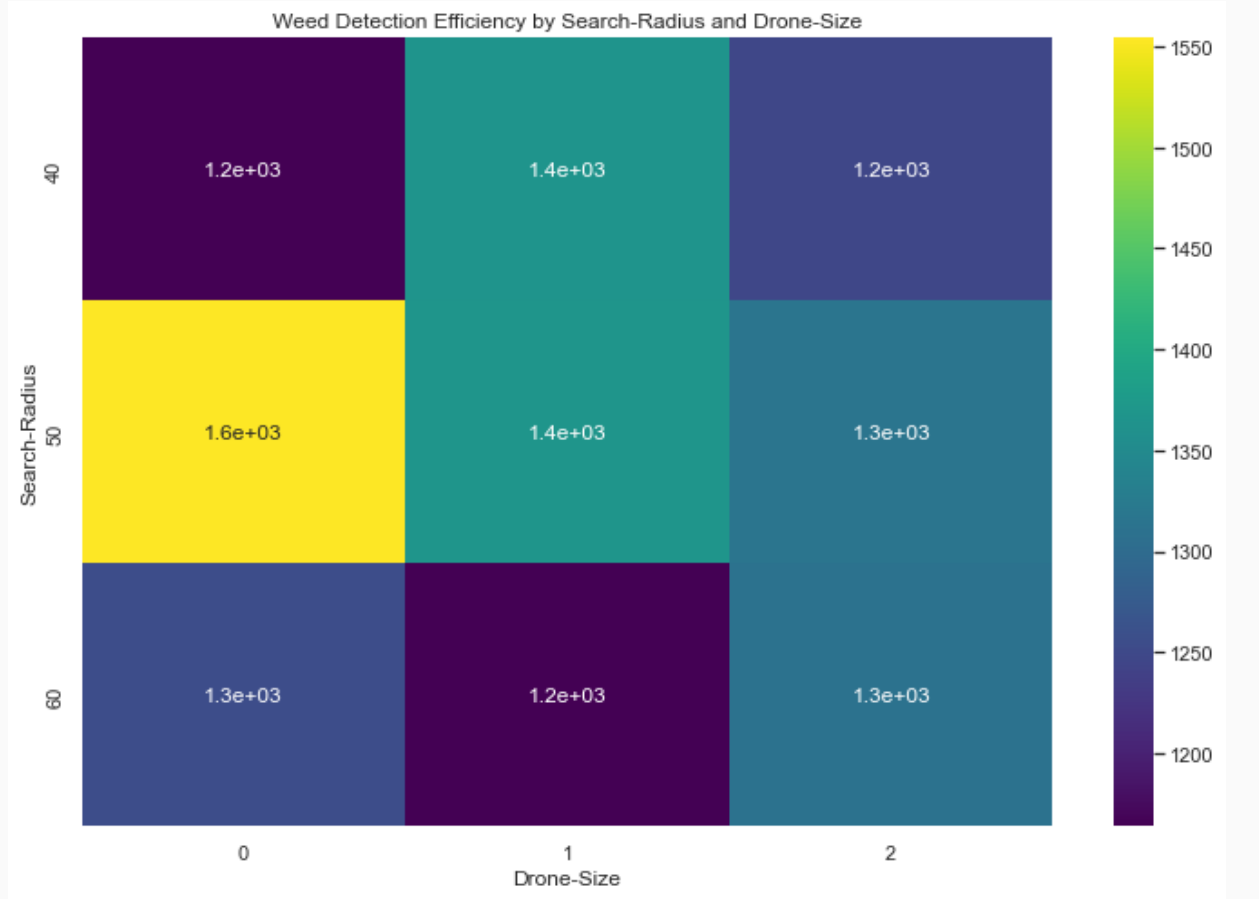 Weed Detection Efficiency by Search-Radius and Drone-Size
Search-Radius
40
1.2e+03
1.4e+03
1.2e+03
50
1.6e+03
1.4e+03
1.3e+03
60
1.3e+03
1.2e+03
1.3e+03
0
1
2
Drone-Size
1550
1500
1450
1400
1350
1300
1250
1200